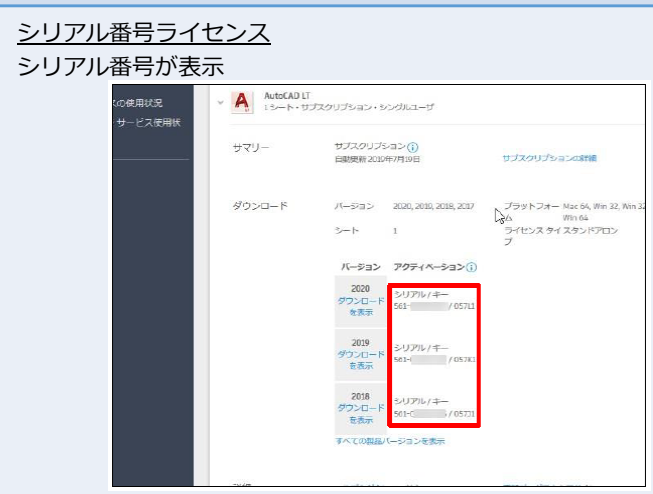 シリアル番号ライセンス
シリアル番号が表示
スの使用状況
サービス使用状
AutoCAD LT
1 シート・サブスクリプション・シングルユーザ
サマリー
サブスクリプション
自動更新 2019年7月19日
サブスクリプションの詳細
ダウンロード
バージョン 2020, 2019, 2018, 2017
プラットフォーム Mac 64, Win 32, Win 32
Win 64
シート 1
ライセンス タイプ スタンドアロン
バージョン アクティベーション
2020
ダウンロード
を表示
シリアル / キー
561- / 057L1
2019
ダウンロード
を表示
シリアル / キー
561- / 057K1
2018
ダウンロード
を表示
シリアル / キー
561- / 057J1
すべての製品バージョンを表示